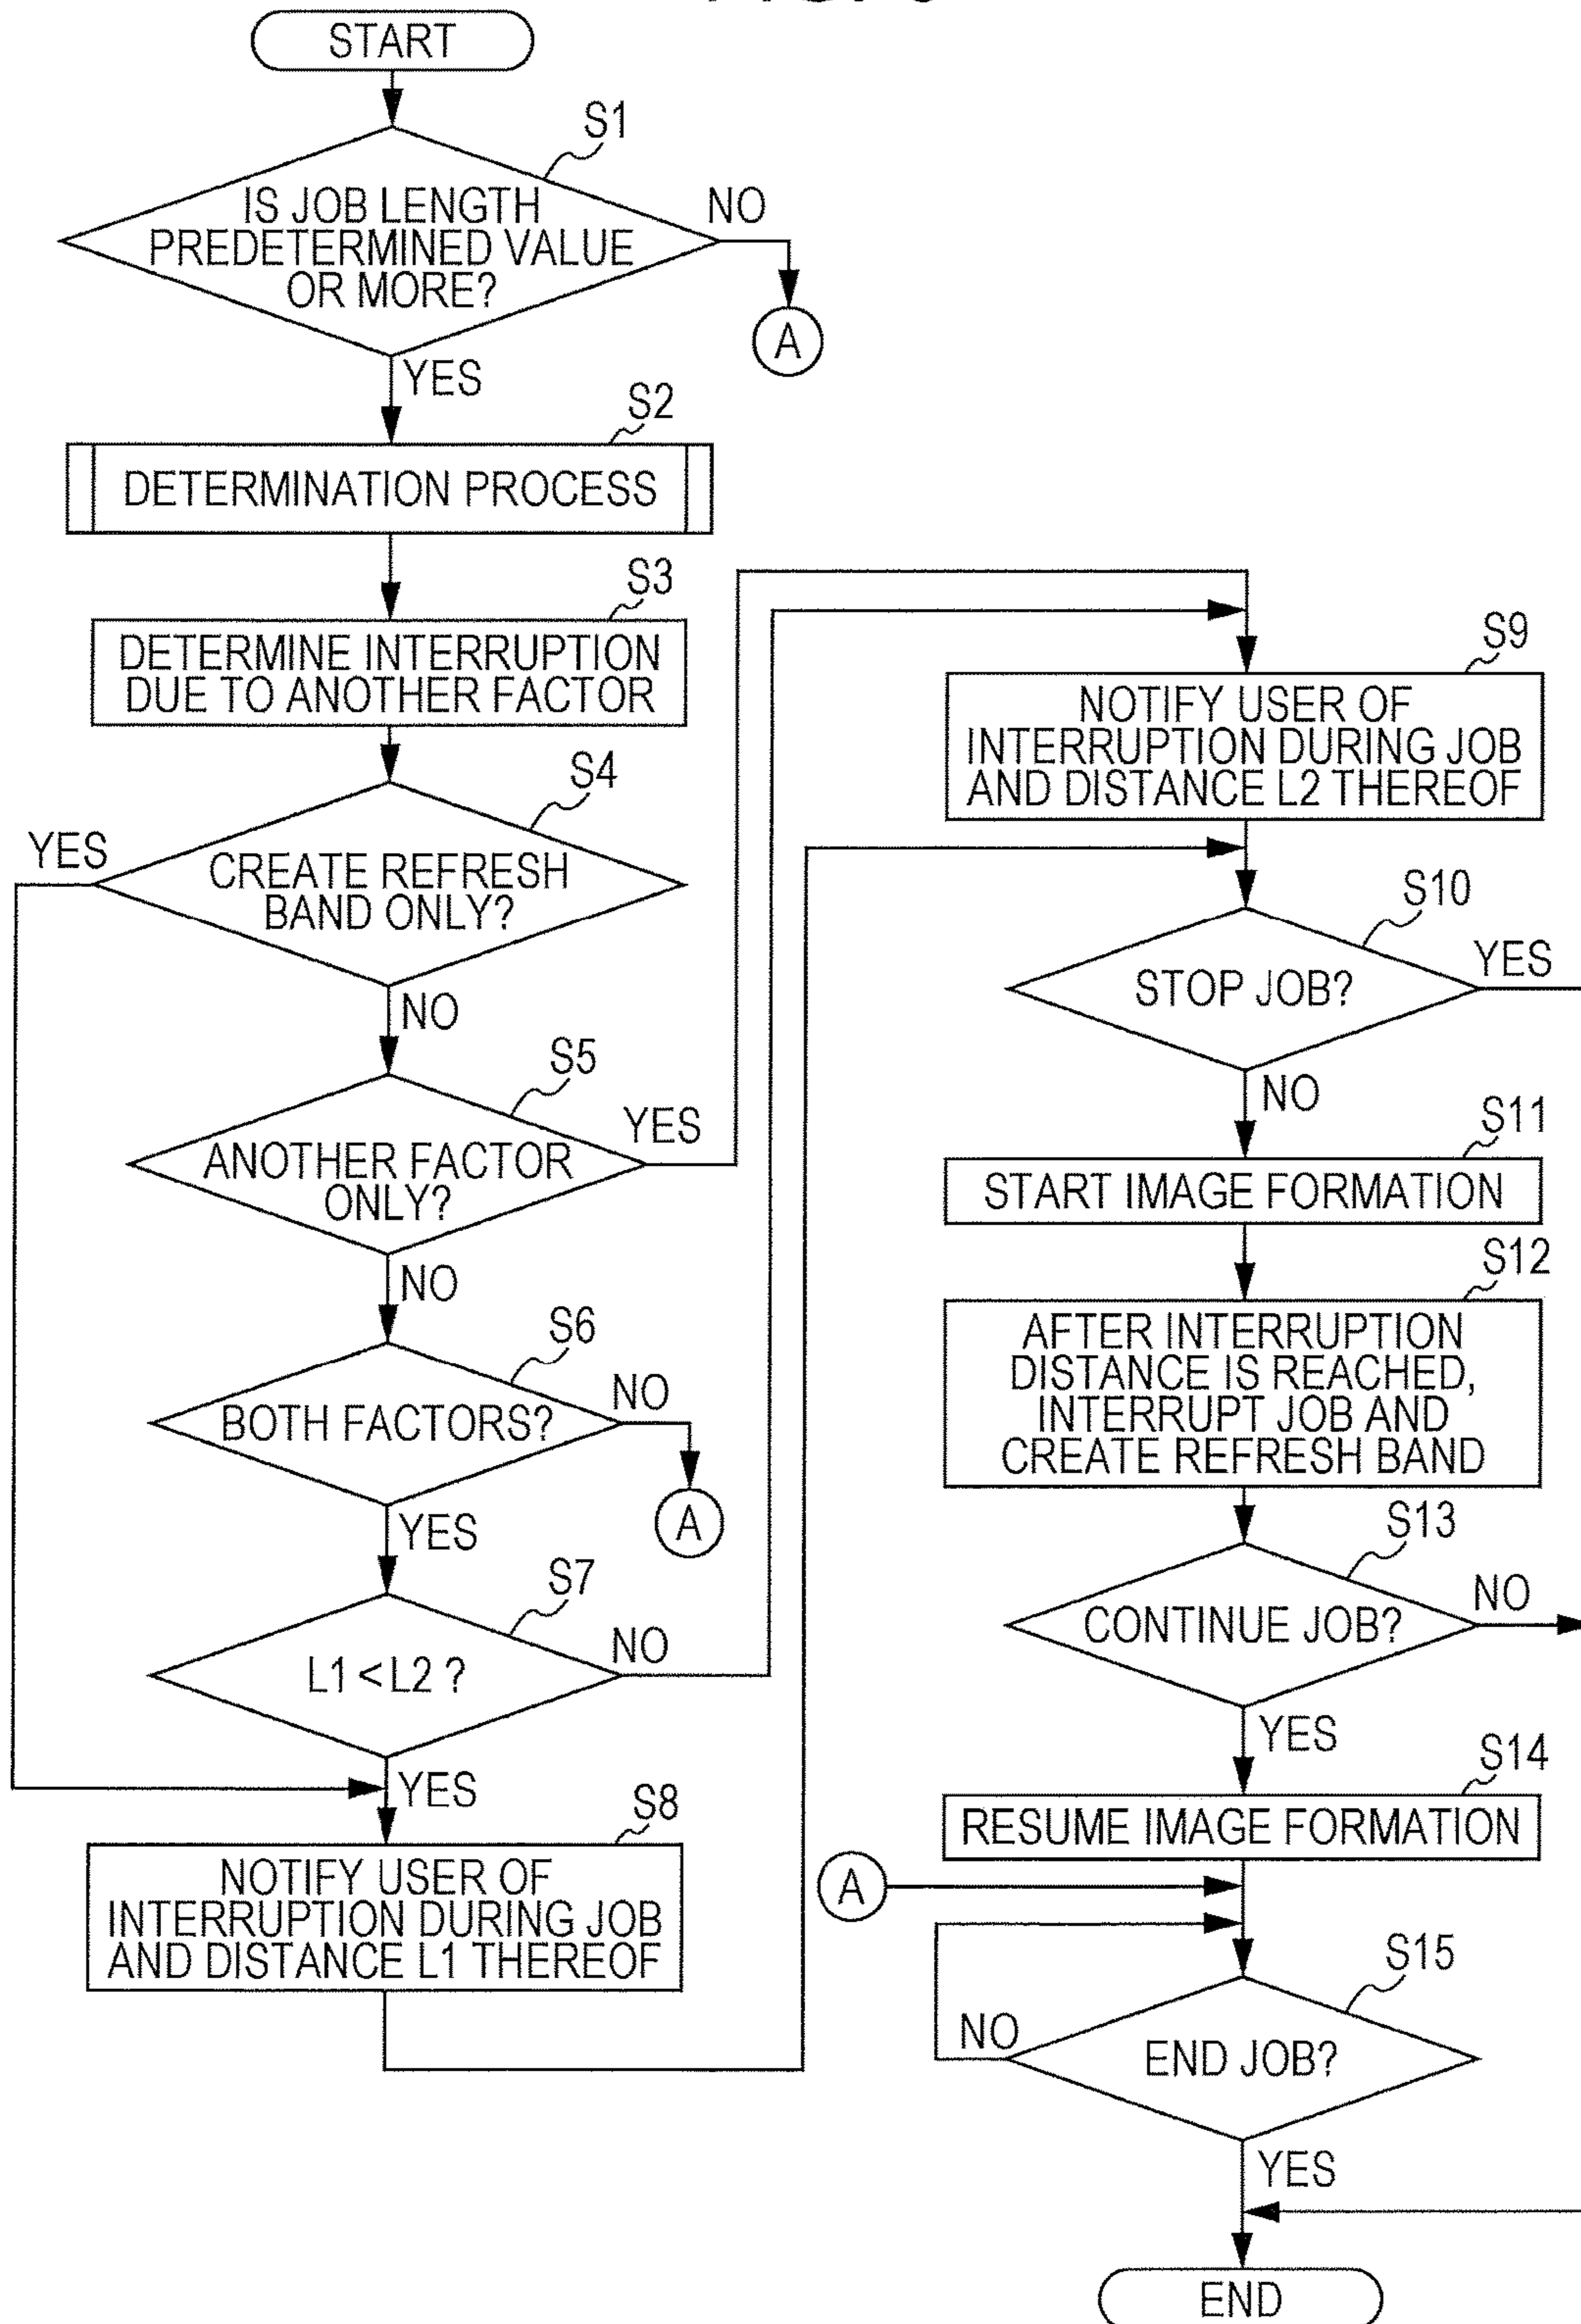 START
S1
IS JOB LENGTH
PREDETERMINED VALUE
OR MORE?
NO
A
YES
S2
DETERMINATION PROCESS
S3
DETERMINE INTERRUPTION
DUE TO ANOTHER FACTOR
S4
YES
CREATE REFRESH
BAND ONLY?
NO
S5
YES
ANOTHER FACTOR
ONLY?
NO
S6
NO
BOTH FACTORS?
A
YES
S7
NO
L1 < L2 ?
YES
S8
NOTIFY USER OF
INTERRUPTION DURING JOB
AND DISTANCE L1 THEREOF
S9
NOTIFY USER OF
INTERRUPTION DURING JOB
AND DISTANCE L2 THEREOF
S10
YES
STOP JOB?
NO
S11
START IMAGE FORMATION
S12
AFTER INTERRUPTION
DISTANCE IS REACHED,
INTERRUPT JOB AND
CREATE REFRESH BAND
S13
NO
CONTINUE JOB?
YES
S14
RESUME IMAGE FORMATION
A
S15
NO
END JOB?
YES
END